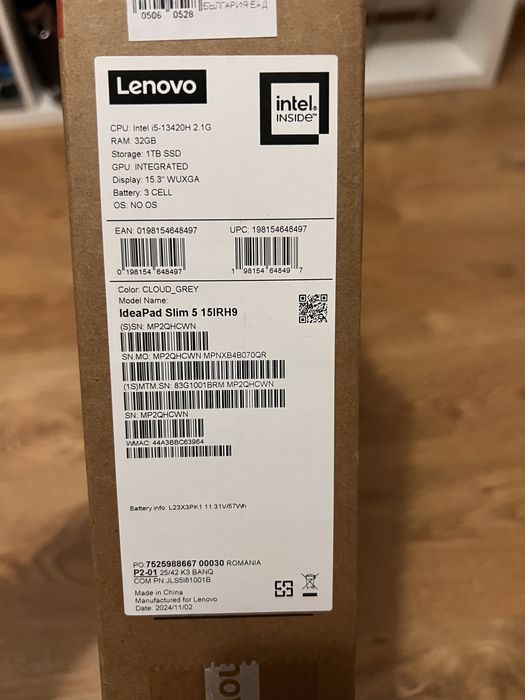 0506 0528
БЪЛГАРИЯ ЕАД
Lenovo
intel
INSIDE™
CPU: Intel i5-13420H 2.1G
RAM: 32GB
Storage: 1TB SSD
GPU: INTEGRATED
Display: 15.3" WUXGA
Battery: 3 CELL
OS: NO OS
EAN: 0198154648497 UPC: 198154648497
0 198154 648497 1 98154 64849 7
Color: CLOUD_GREY
Model Name:
IdeaPad Slim 5 15IRH9
(S)SN: MP2QHCWN
SN.MO: MP2QHCWN MPNXB4B070QR
(1S)MTM.SN: 83G1001BRM MP2QHCWN
SN: MP2QHCWN
WMAC: 44A3BBC63964
Battery info: L23X3PK1 11.31V/57Wh
PO:7525988667 00030 ROMANIA
P2-01 25/42 K3 BANQ
COM PN:JLS5I61001B
Made in China
Manufactured for Lenovo
Date: 2024/11/02